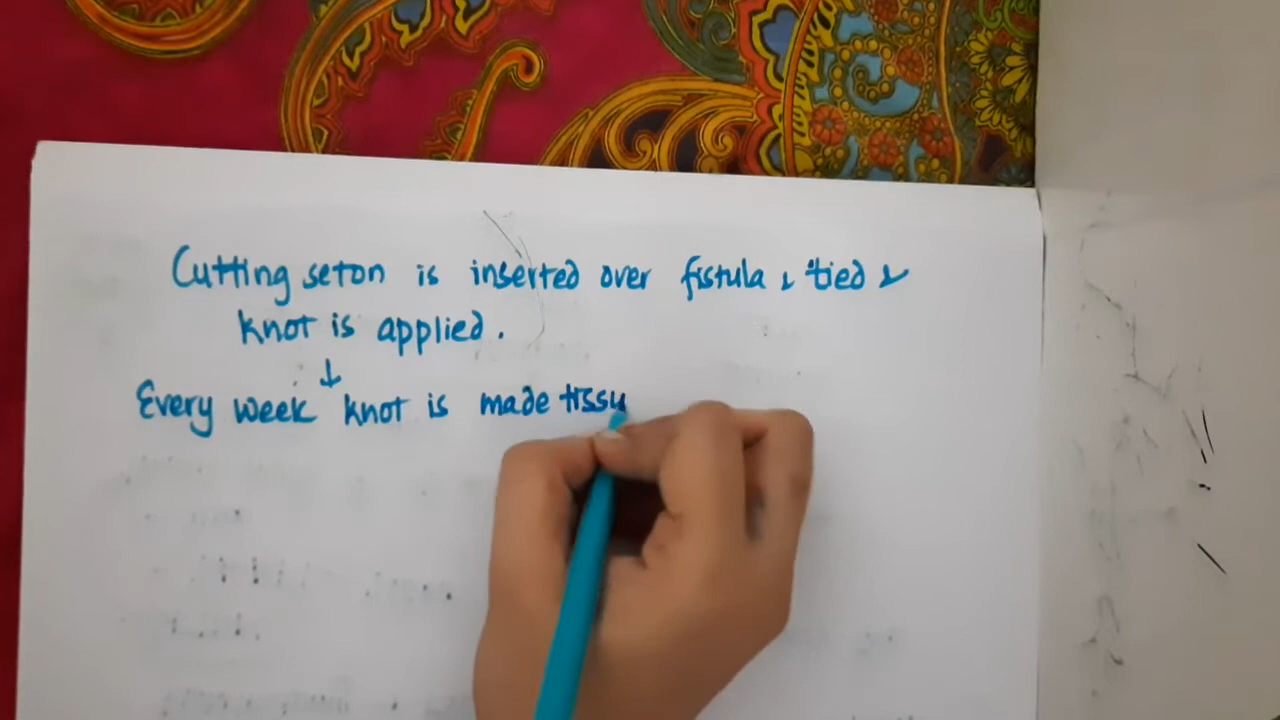 Cutting seton is inserted over fistula & tied &
knot is applied.
↓
Every week knot is made tissu